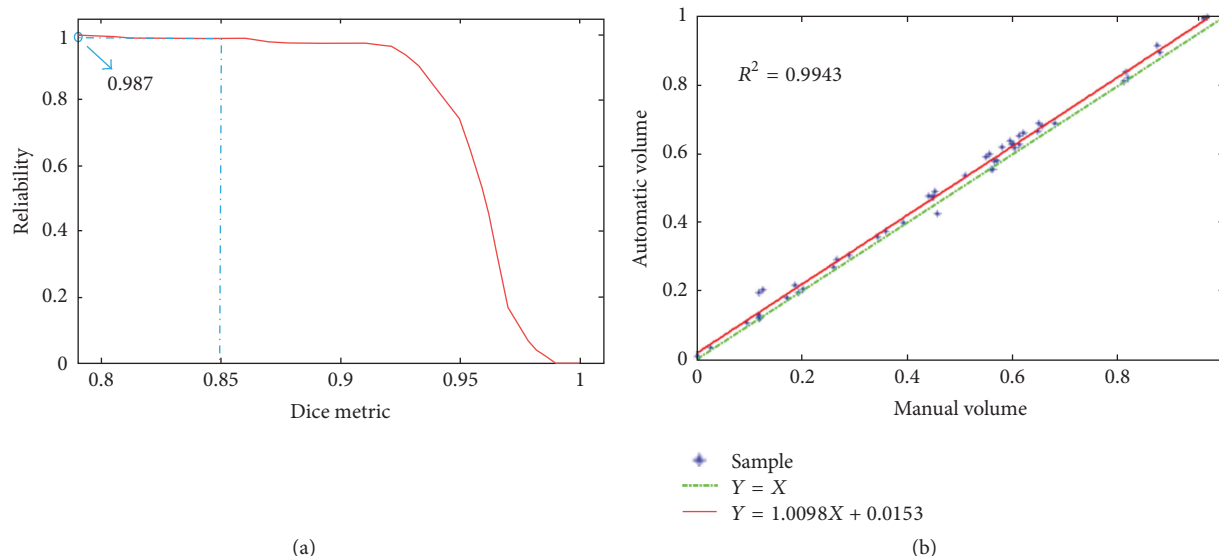 1
0.8
0.6
0.4
0.2
0
Reliability
0.987
0.8
0.85
0.9
0.95
1
Dice metric
(a)
1
0.8
0.6
0.4
0.2
0
Automatic volume
R² = 0.9943
0
0.2
0.4
0.6
0.8
Manual volume
Sample
Y = X
Y = 1.0098X + 0.0153
(b)